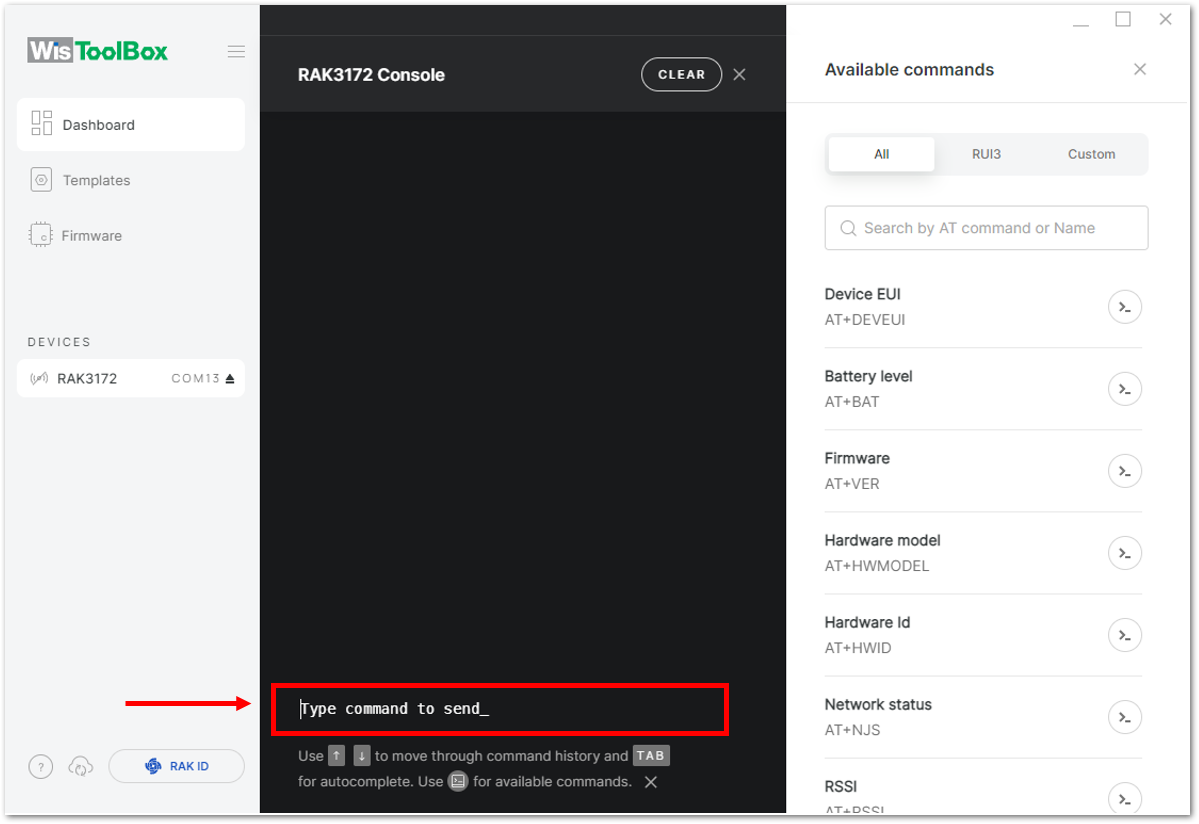 WisToolBox
Dashboard
Templates
Firmware
DEVICES
RAK3172 COM13
? RAK ID
RAK3172 Console CLEAR
Type command to send_
Use ↑ ↓ to move through command history and TAB
for autocomplete. Use for available commands.
Available commands
All RUI3 Custom
Search by AT command or Name
Device EUI
AT+DEVEUI
Battery level
AT+BAT
Firmware
AT+VER
Hardware model
AT+HWMODEL
Hardware Id
AT+HWID
Network status
AT+NJS
RSSI
AT+RSSI